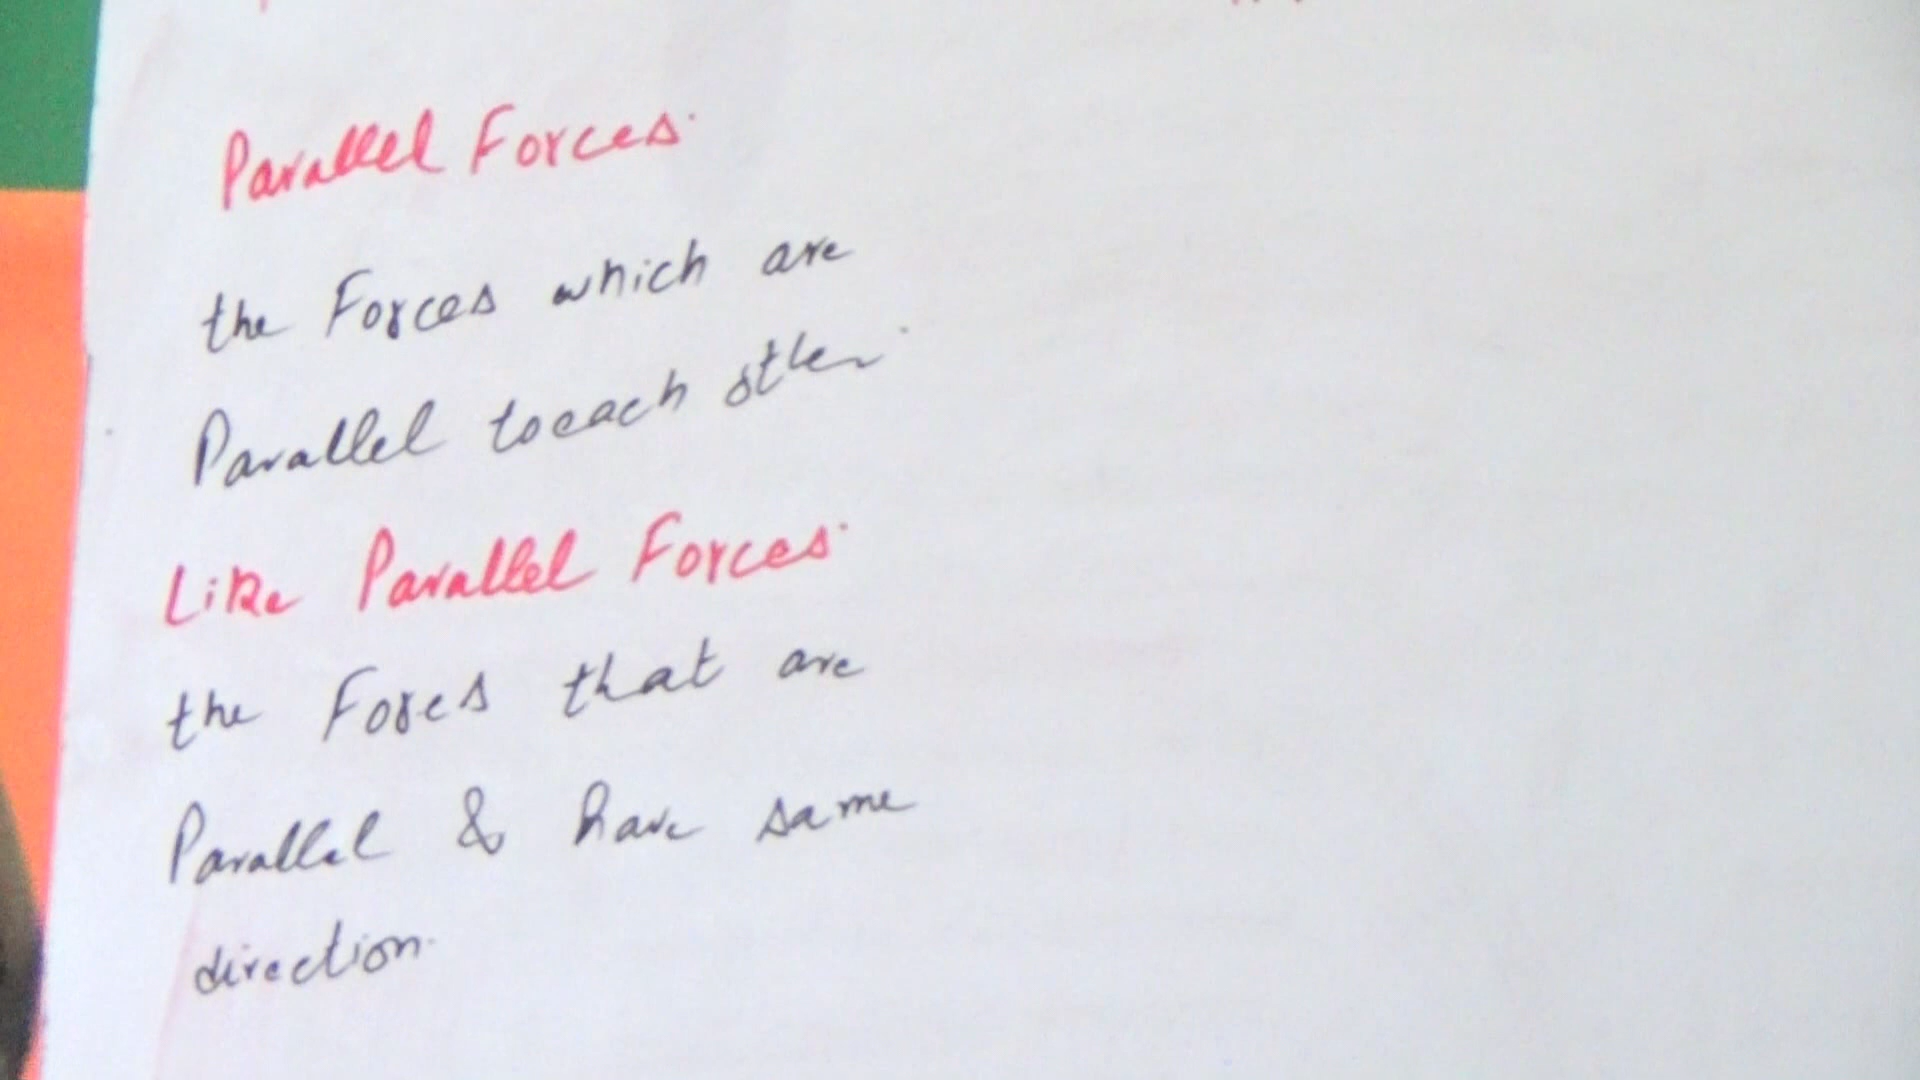 Parallel Forces.
the Forces which are
Parallel to each other.
Like Parallel Forces.
the Forces that are
Parallel & have same
direction.